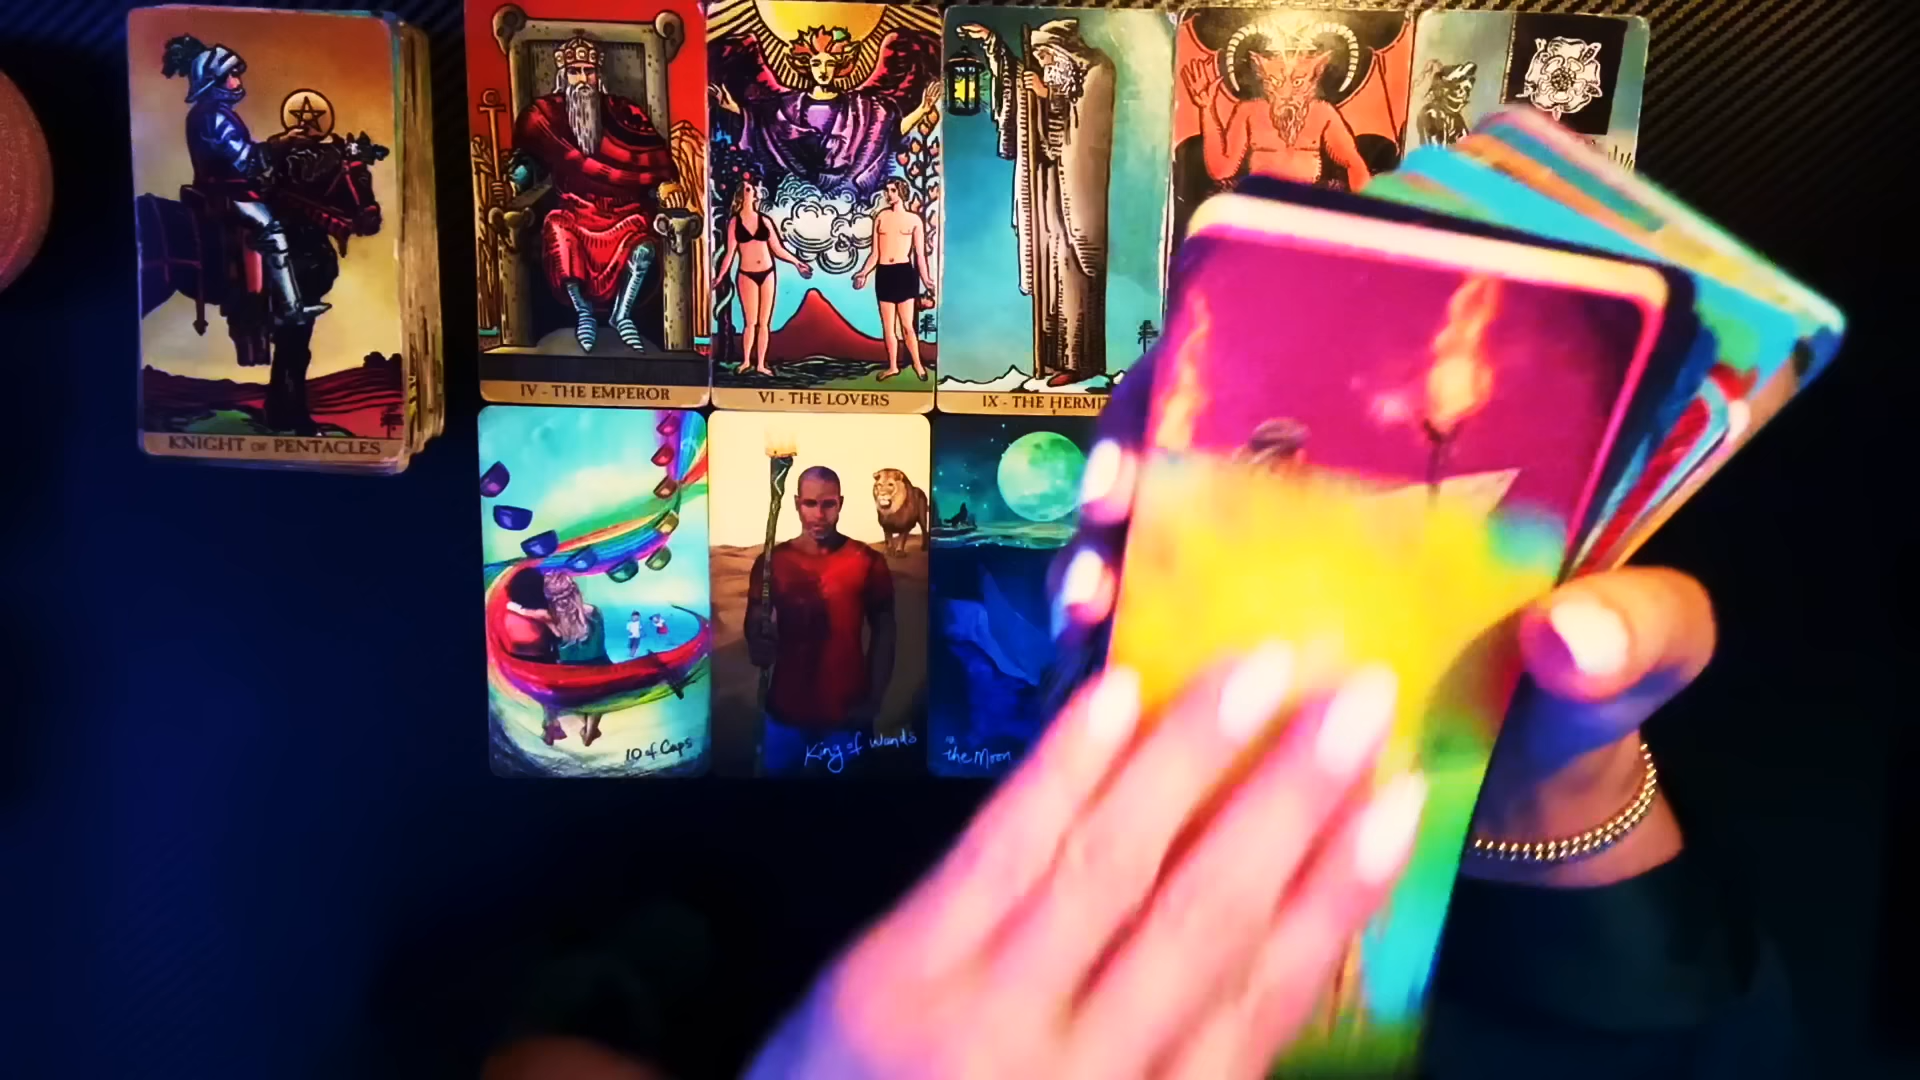 KNIGHT OF PENTACLES
IV - THE EMPEROR
VI - THE LOVERS
IX - THE HERMI
10 of Cups
King of Wands
the Moon